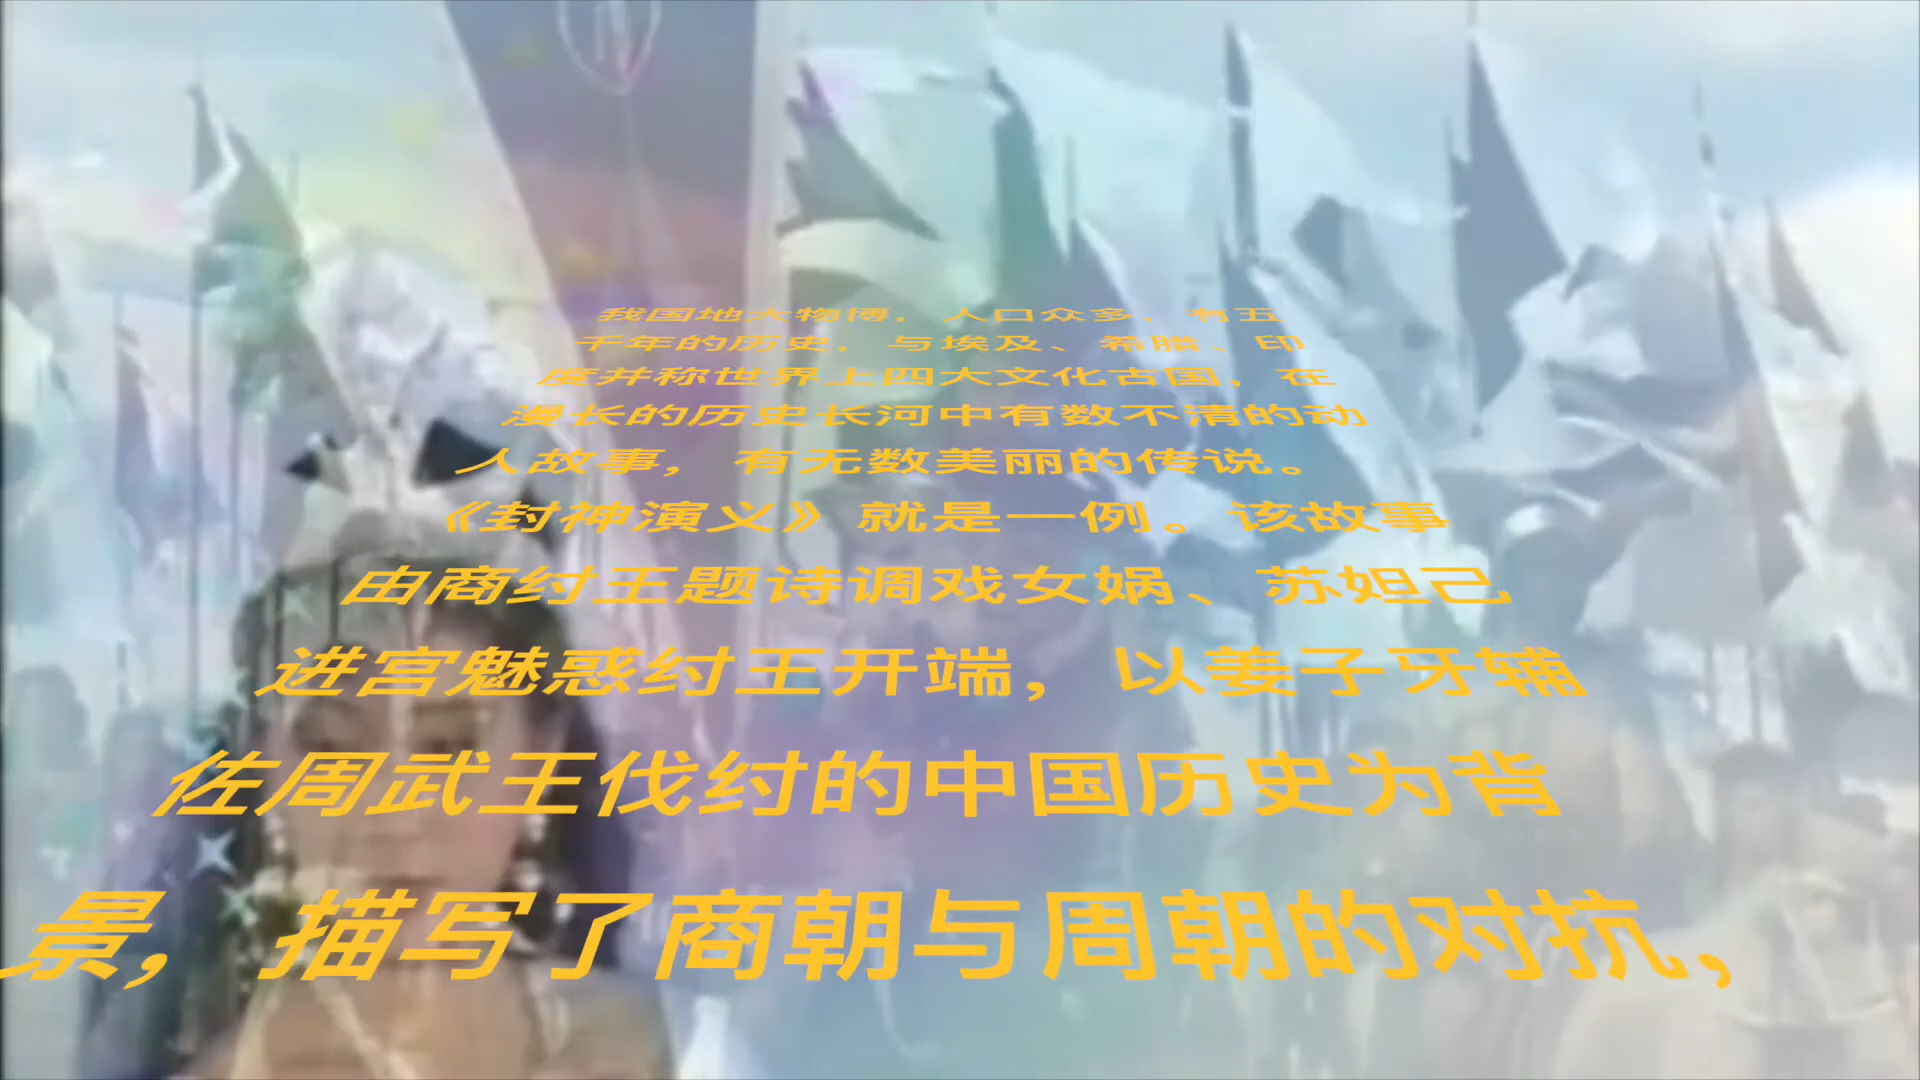 我国地大物博，人口众多，有五
千年的历史，与埃及、希腊、印
度并称世界上四大文化古国，在
漫长的历史长河中有数不清的动
人故事，有无数美丽的传说。
《封神演义》就是一例。该故事
由商纣王题诗调戏女娲、苏妲己
进宫魅惑纣王开端，以姜子牙辅
佐周武王伐纣的中国历史为背
景，描写了商朝与周朝的对抗，